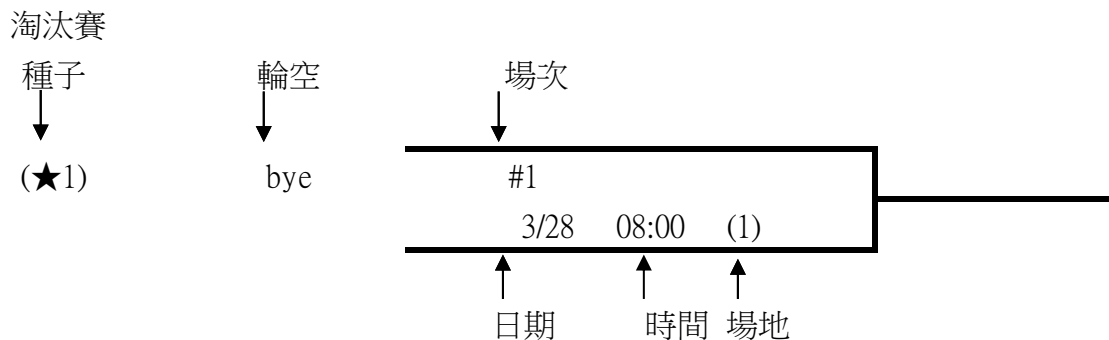 淘汰賽
種子 輪空 場次
(★1) bye #1
3/28 08:00 (1)
日期 時間 場地